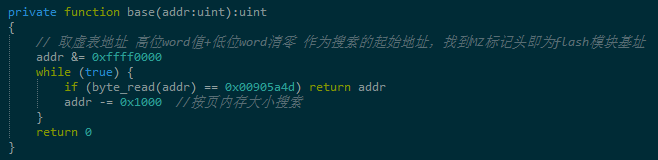 private function base(addr:uint):uint
{
// 取虚表地址 高位word值+低位word清零 作为搜索的起始地址，找到MZ标记头即为flash模块基址
addr &= 0xffff0000
while (true) {
if (byte_read(addr) == 0x00905a4d) return addr
addr -= 0x1000 //按页内存大小搜索
}
return 0
}